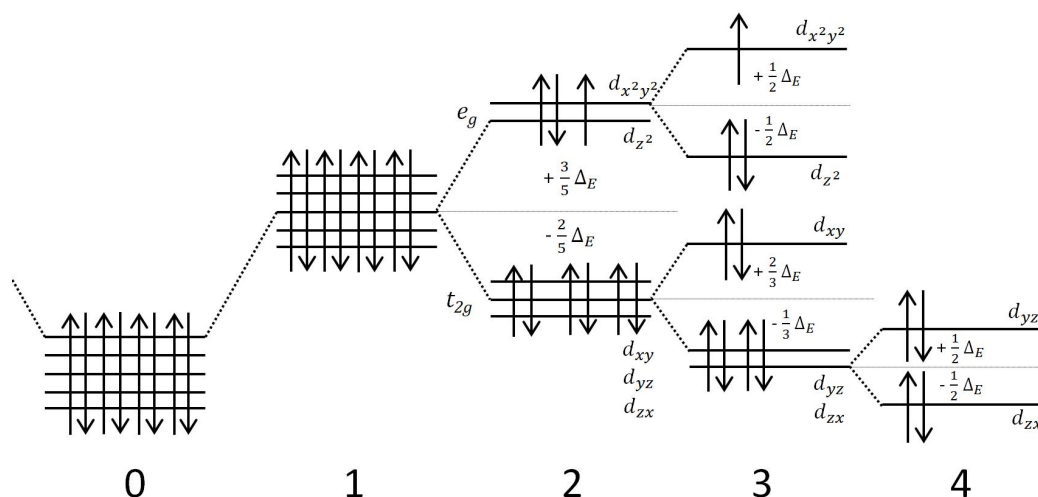 d_{x²y²}
+ 1/2 Δ_E
d_{x²y²}
e_g
- 1/2 Δ_E
d_{z²}
d_{z²}
+ 3/5 Δ_E
- 2/5 Δ_E
d_{xy}
+ 2/3 Δ_E
t_{2g}
- 1/3 Δ_E
d_{yz}
d_{xy}
+ 1/2 Δ_E
d_{yz}
d_{yz}
- 1/2 Δ_E
d_{zx}
d_{zx}
d_{zx}
0 1 2 3 4